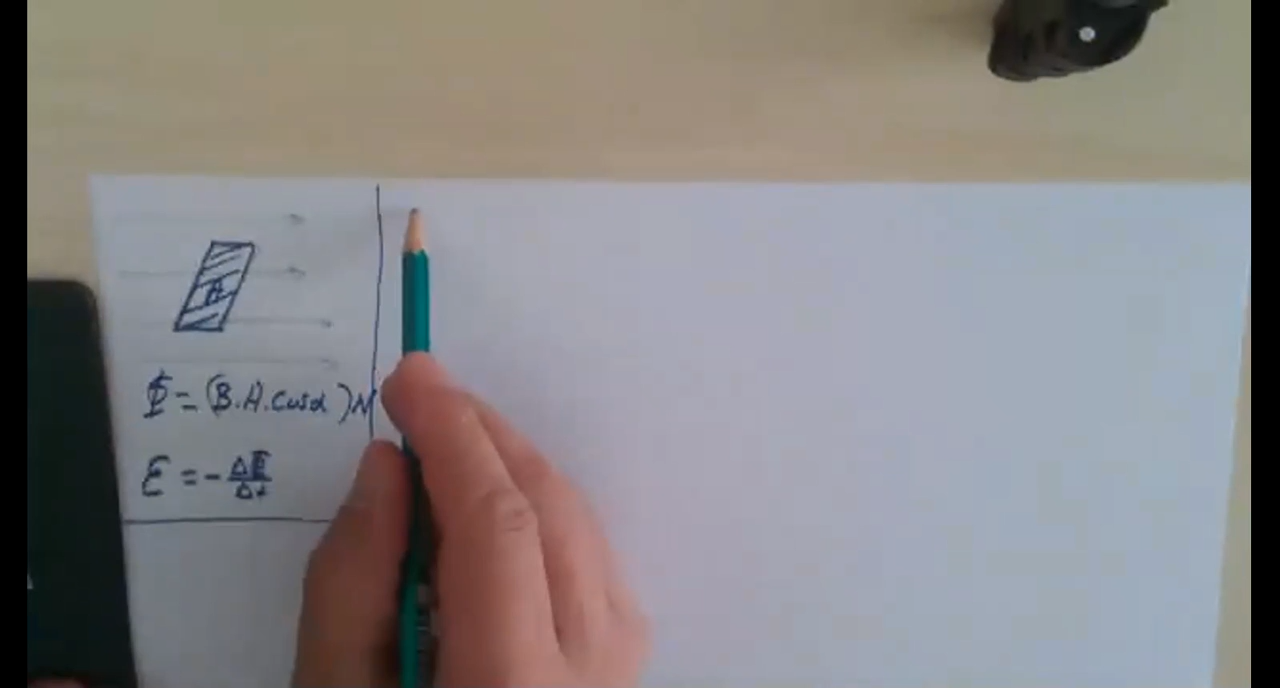 A
Φ = (B.A.cosα)N
ε = - ΔΦ/Δt